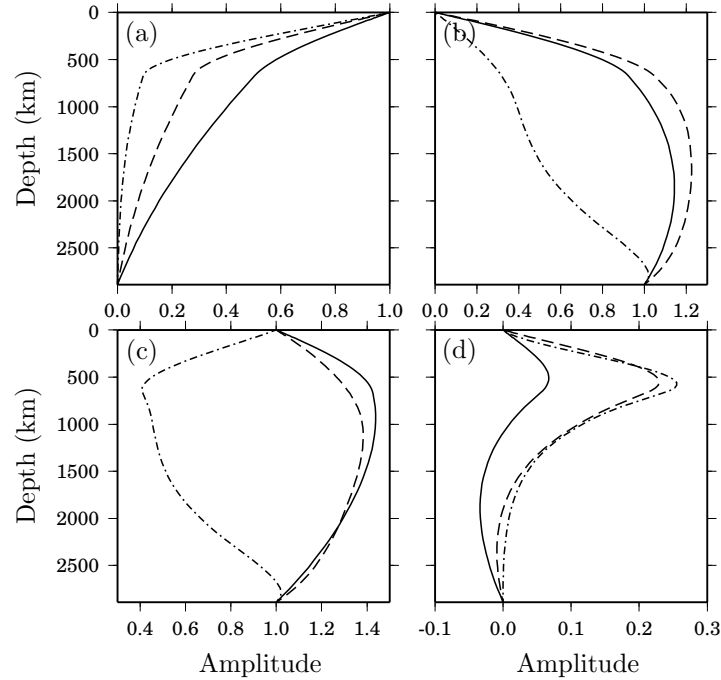 (a)
(b)
0
500
1000
1500
2000
2500
Depth (km)
0.0 0.2 0.4 0.6 0.8 1.0
0.0 0.2 0.4 0.6 0.8 1.0 1.2
(c)
(d)
0
500
1000
1500
2000
2500
Depth (km)
0.4 0.6 0.8 1.0 1.2 1.4
-0.1 0.0 0.1 0.2 0.3
Amplitude
Amplitude